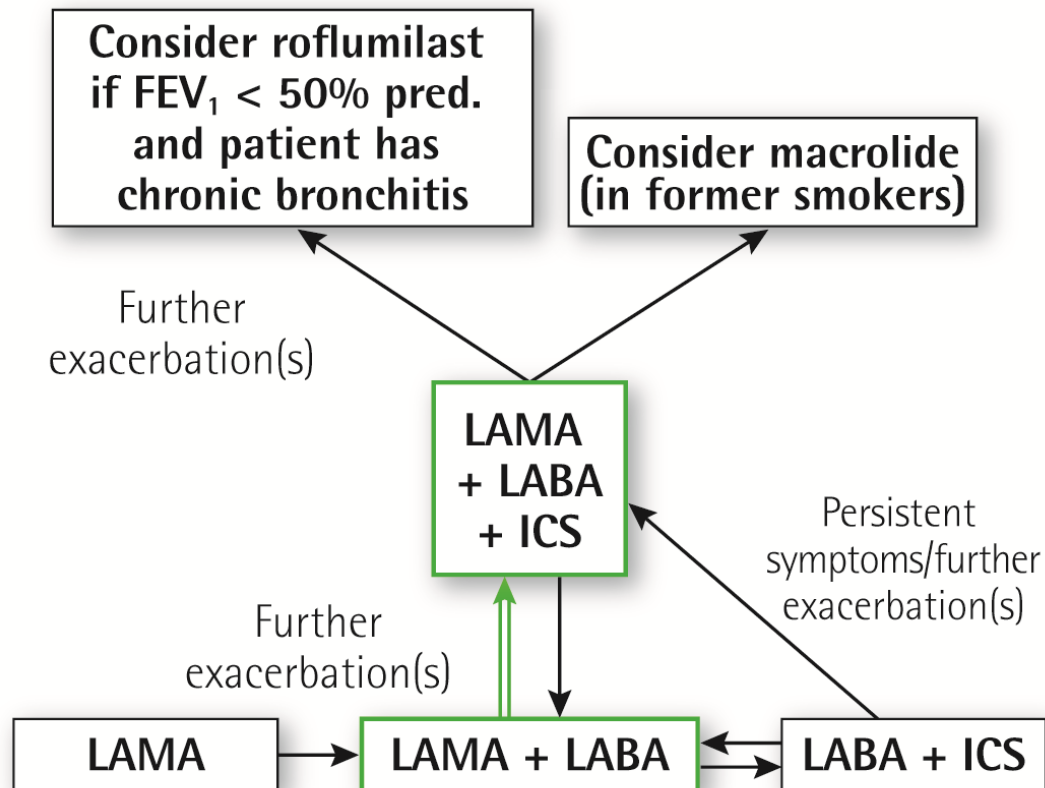 Consider roflumilast
if FEV₁ < 50% pred.
and patient has
chronic bronchitis
Consider macrolide
(in former smokers)
Further
exacerbation(s)
LAMA
+ LABA
+ ICS
Persistent
symptoms/further
exacerbation(s)
Further
exacerbation(s)
LAMA
LAMA + LABA
LABA + ICS